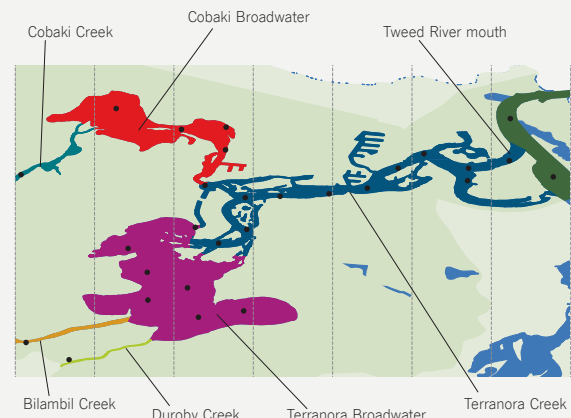 Cobaki Broadwater
Cobaki Creek
Tweed River mouth
Bilambil Creek
Duroby Creek
Terranora Broadwater
Terranora Creek